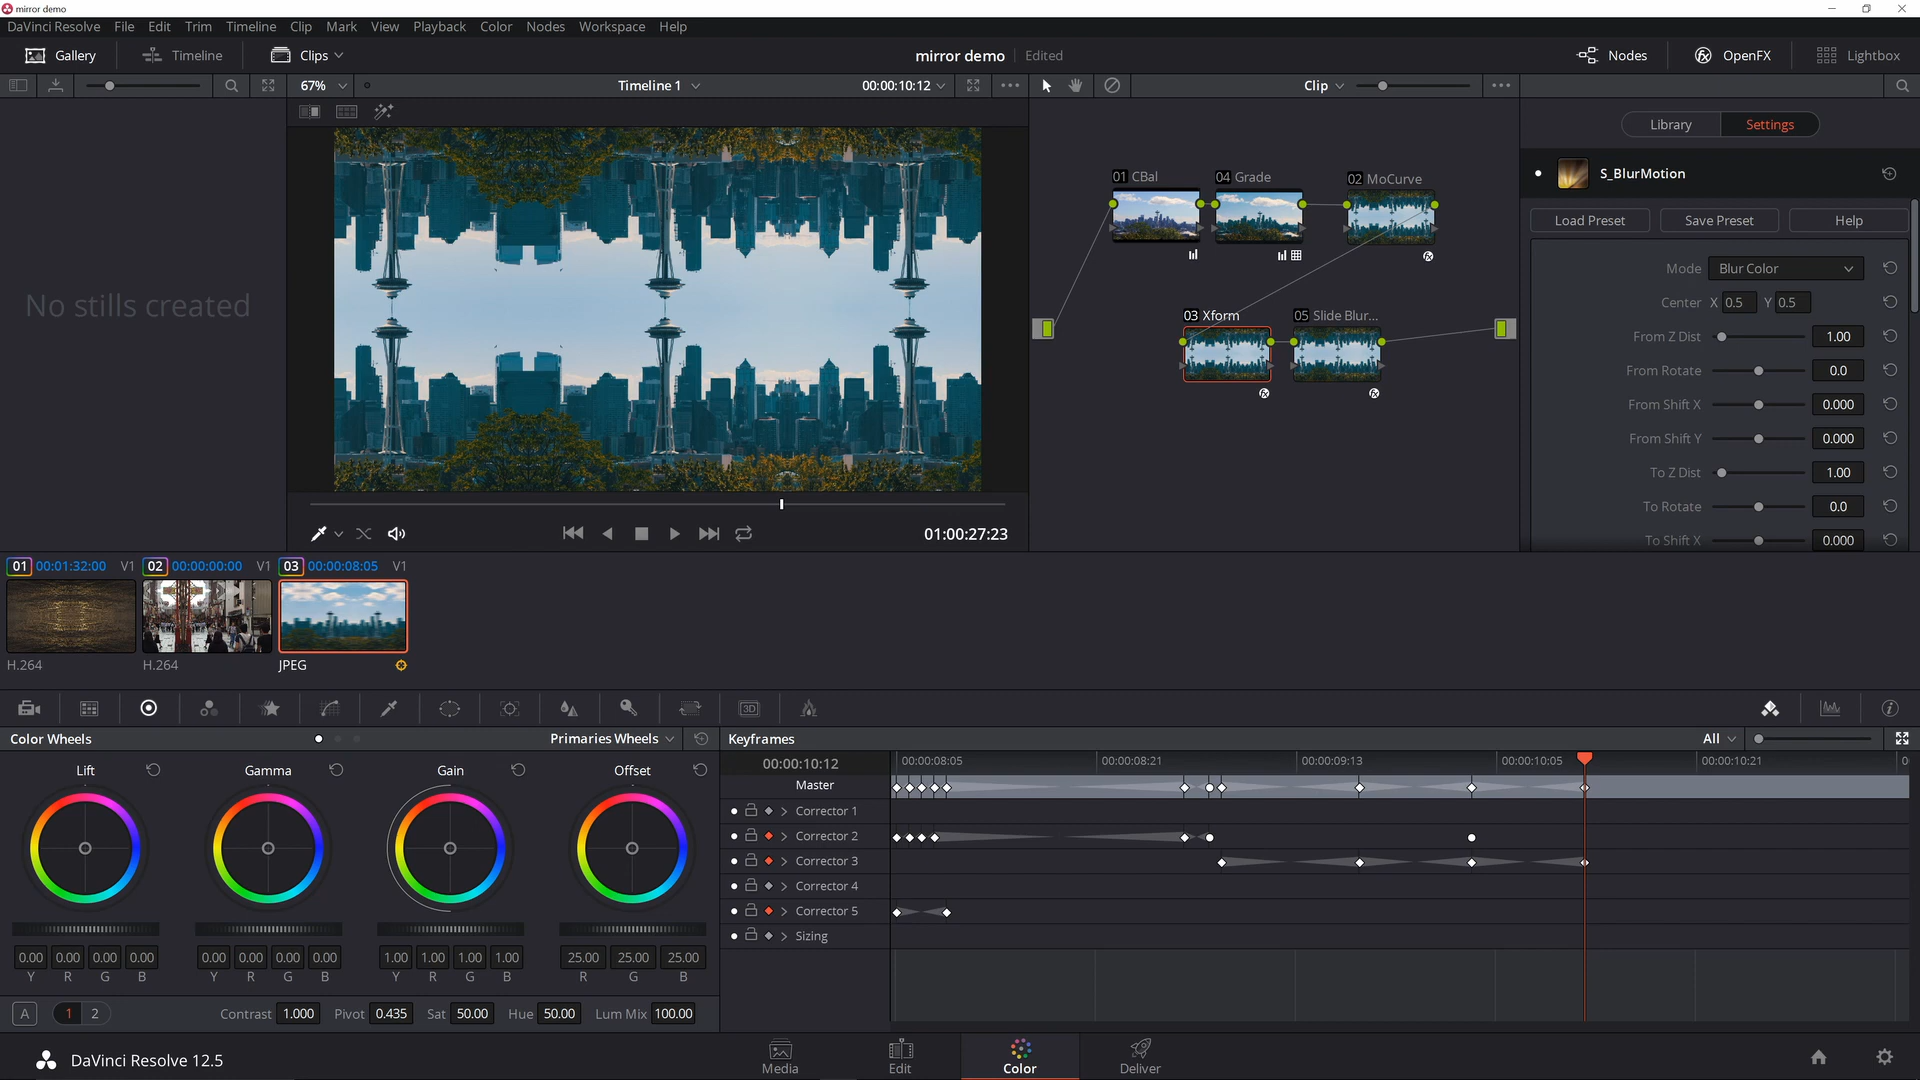 mirror demo
DaVinci Resolve File Edit Trim Timeline Clip Mark View Playback Color Nodes Workspace Help
Gallery Timeline Clips mirror demo Edited Nodes OpenFX Lightbox
67% Timeline 1 00:00:10:12 Clip
Library Settings
No stills created
01 CBal 04 Grade 02 MoCurve
03 Xform 05 Slide Blur...
S_BlurMotion
Load Preset Save Preset Help
Mode Blur Color
Center X 0.5 Y 0.5
From Z Dist 1.00
From Rotate 0.0
From Shift X 0.000
From Shift Y 0.000
To Z Dist 1.00
To Rotate 0.0
To Shift X 0.000
01:00:27:23
01 00:01:32:00 V1 02 00:00:00:00 V1 03 00:00:08:05 V1
H.264 H.264 JPEG
3D
Color Wheels Primaries Wheels
Lift Gamma Gain Offset
0.00 0.00 0.00 0.00 0.00 0.00 0.00 0.00 1.00 1.00 1.00 1.00 25.00 25.00 25.00
Y R G B Y R G B Y R G B R G B
A 1 2 Contrast 1.000 Pivot 0.435 Sat 50.00 Hue 50.00 Lum Mix 100.00
Keyframes All
00:00:10:12 00:00:08:05 00:00:08:21 00:00:09:13 00:00:10:05 00:00:10:21 0
Master
Corrector 1
Corrector 2
Corrector 3
Corrector 4
Corrector 5
Sizing
DaVinci Resolve 12.5 Media Edit Color Deliver